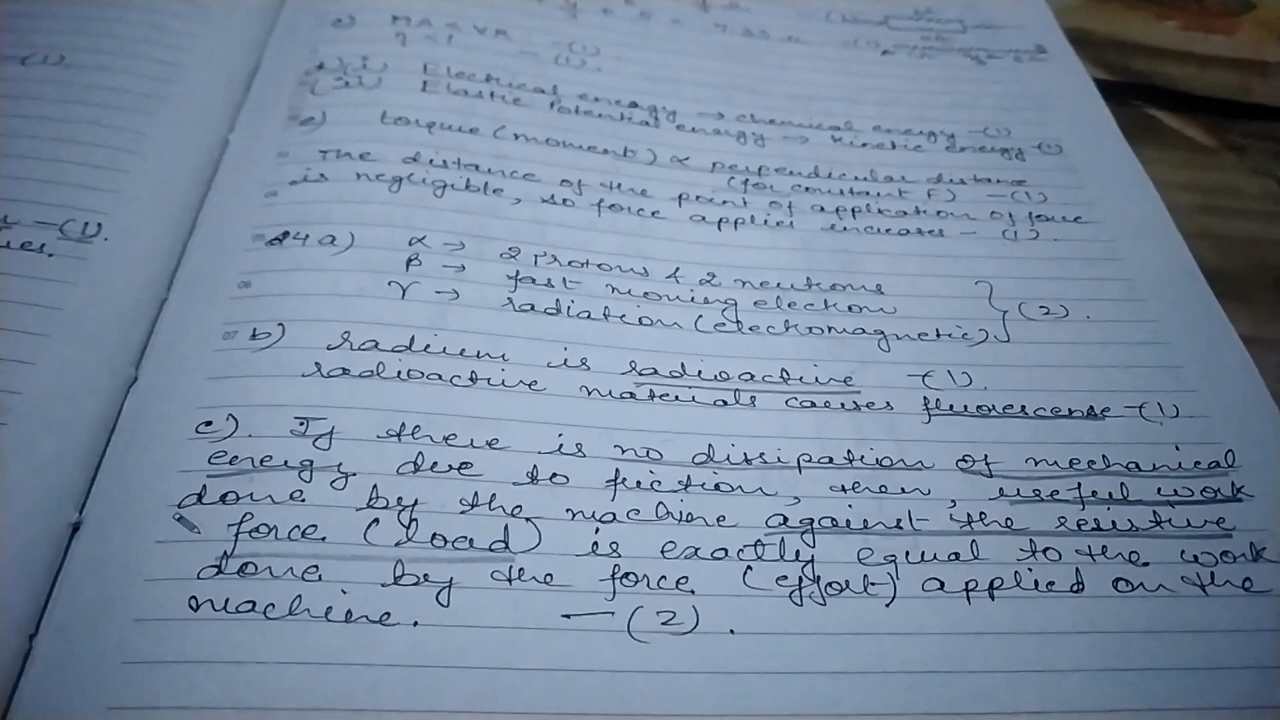 MA = VR
η = 1 - (1)
(1).
(i) Electrical energy → chemical energy -(1)
(ii) Elastic Potential energy → kinetic energy -(1)
e) torque (moment) ∝ perpendicular distance
(for constant F) -(1)
The distance of the point of application of force
is negligible, so force applied increases - (1).
4 a) α → 2 protons & 2 neutrons
β → fast moving electron
γ → radiation (electromagnetic). } (2).
b) radium is radioactive -(1).
radioactive materials causes fluorescense -(1)
c). If there is no dissipation of mechanical
energy due to friction, then, useful work
done by the machine against the resistive
force (load) is exactly equal to the work
done by the force (effort) applied on the
machine. -(2).
-(1)
-(1).